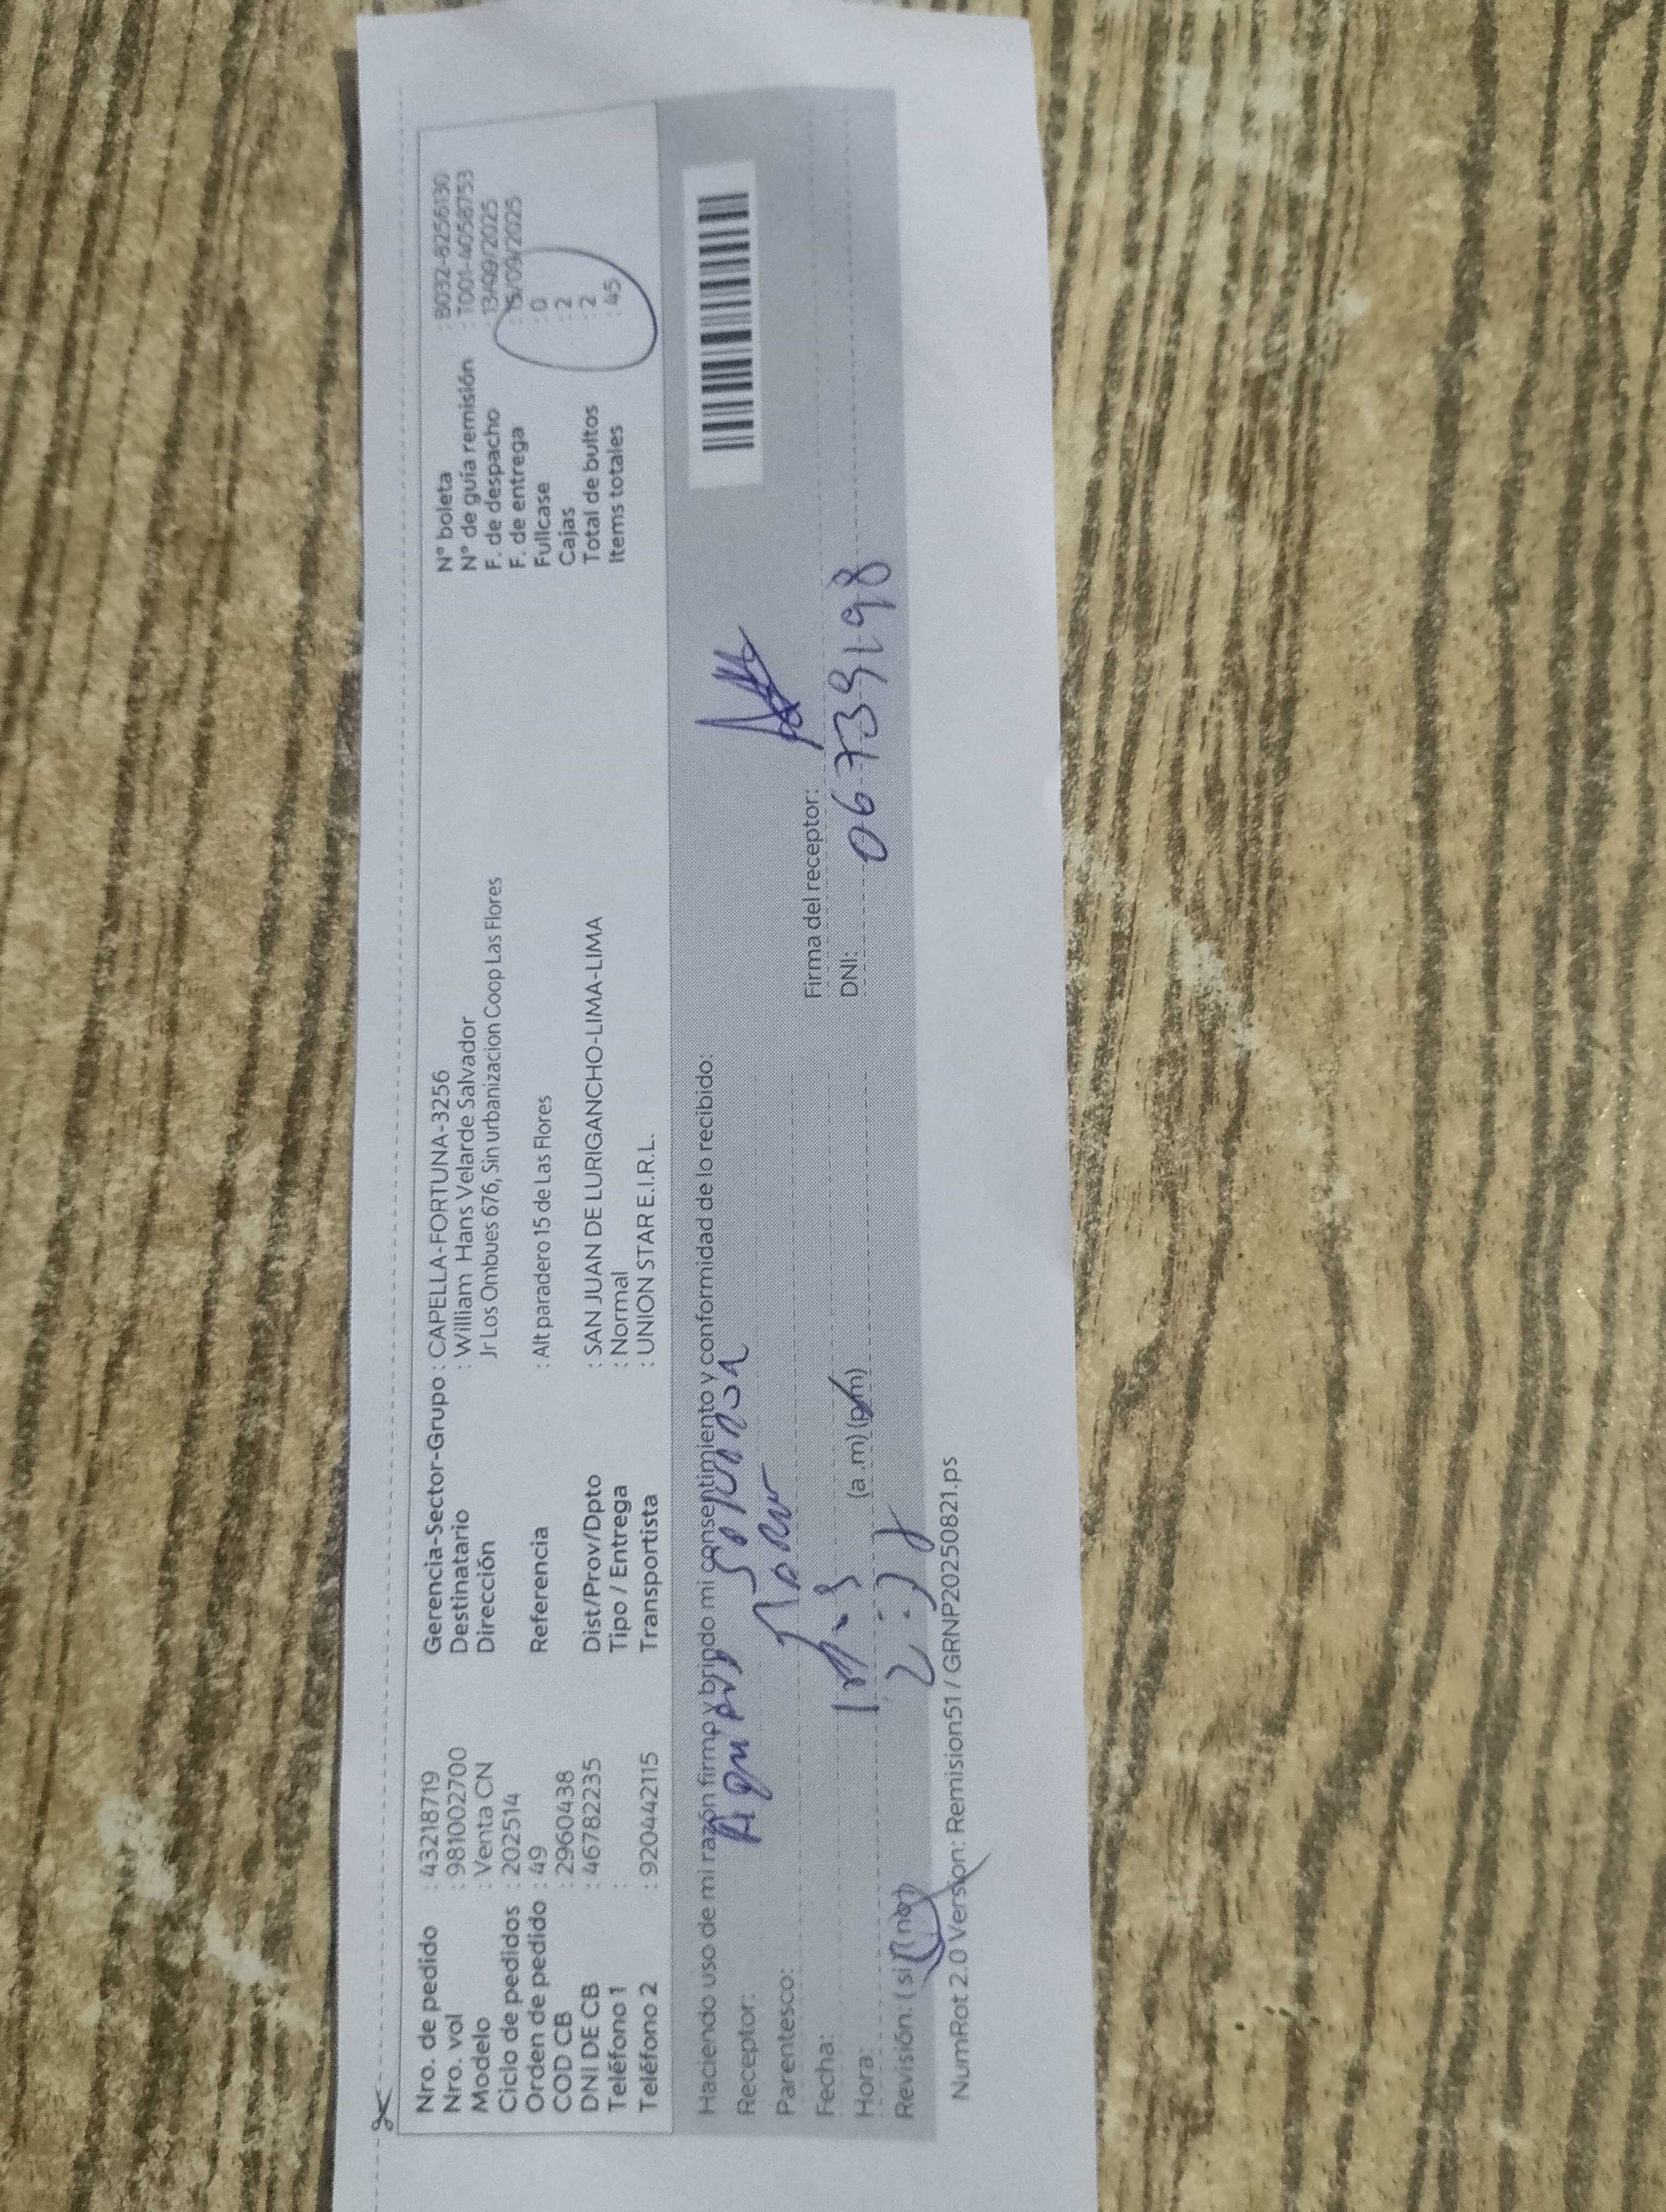 Nro. de pedido : 43218719
Nro. vol : 981002700
Modelo : Venta CN
Ciclo de pedidos : 202514
Orden de pedido : 49
COD CB : 2960438
DNI DE CB : 46782235
Teléfono 1 :
Teléfono 2 : 920442115
Gerencia-Sector-Grupo : CAPELLA-FORTUNA-3256
Destinatario : William Hans Velarde Salvador
Dirección Jr Los Ombues 676, Sin urbanizacion Coop Las Flores
Referencia : Alt paradero 15 de Las Flores
Dist/Prov/Dpto : SAN JUAN DE LURIGANCHO-LIMA-LIMA
Tipo / Entrega : Normal
Transportista : UNION STAR E.I.R.L.
N° boleta : B032-8256130
N° de guía remisión : T001-4058753
F. de despacho : 13/09/2025
F. de entrega : 15/09/2025
Fullcase : 0
Cajas : 2
Total de bultos : 2
Items totales : 45
Haciendo uso de mi razón firmo y brindo mi consentimiento y conformidad de lo recibido:
Receptor:
Parentesco:
Fecha:
Hora: (a .m) (p.m)
Revisión: ( si ) ( no )
Firma del receptor:
DNI: 06739198
NumRot 2.0 Version: Remision51 / GRNP20250821.ps